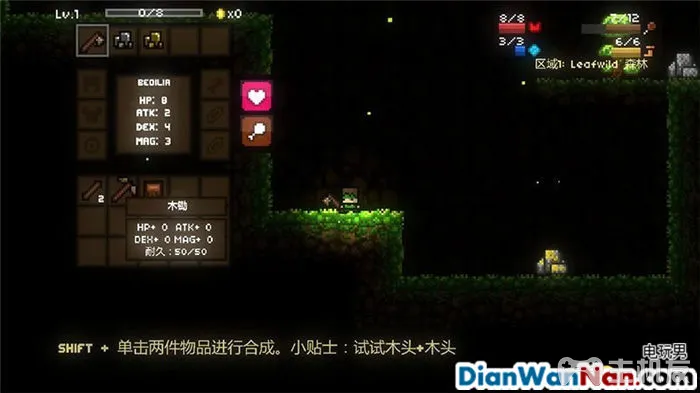 Lv.1
0/8
x0
8/8
3/3
6/6
区域1: Leafwild 森林
BEOILIA
HP: 8
ATK: 2
DEX: 4
MAG: 3
2
木锄
HP+ 0 ATK+ 0
DEX+ 0 MAG+ 0
耐久：50/50
SHIFT + 单击两件物品进行合成。小贴士：试试木头+木头
电玩男
DianWanNan.com